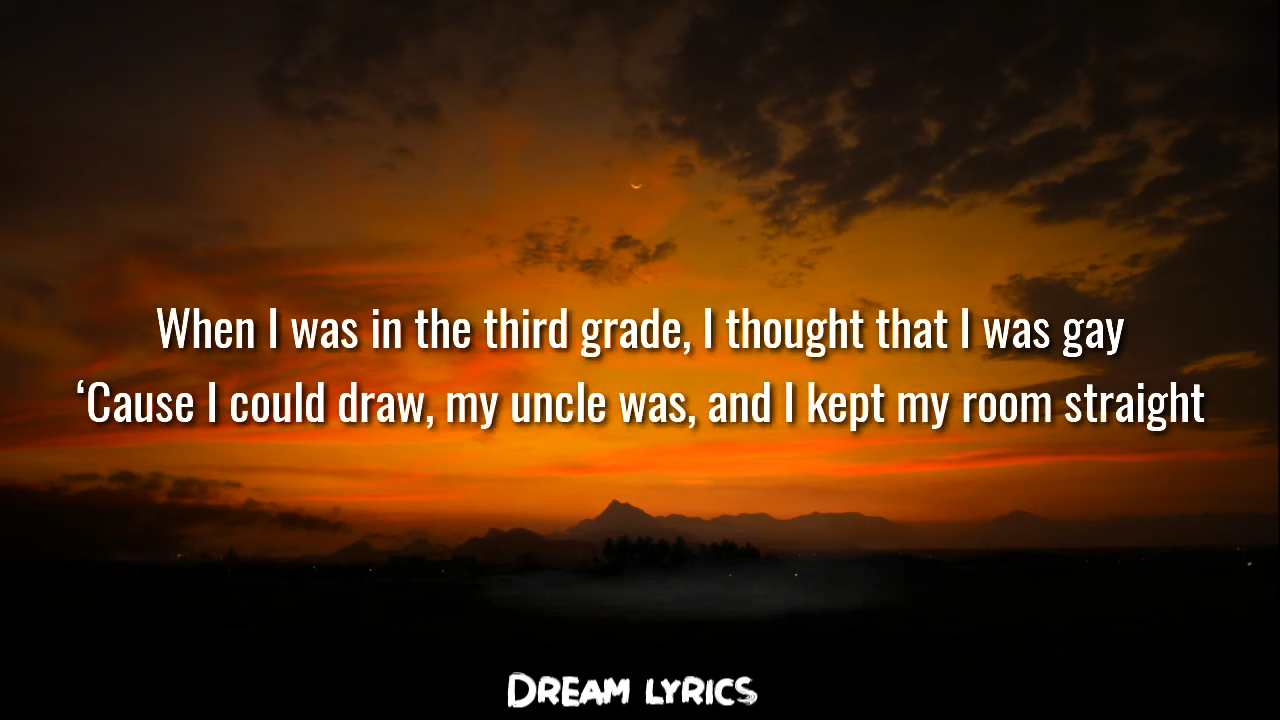 When I was in the third grade, I thought that I was gay
‘Cause I could draw, my uncle was, and I kept my room straight
DREAM LYRICS